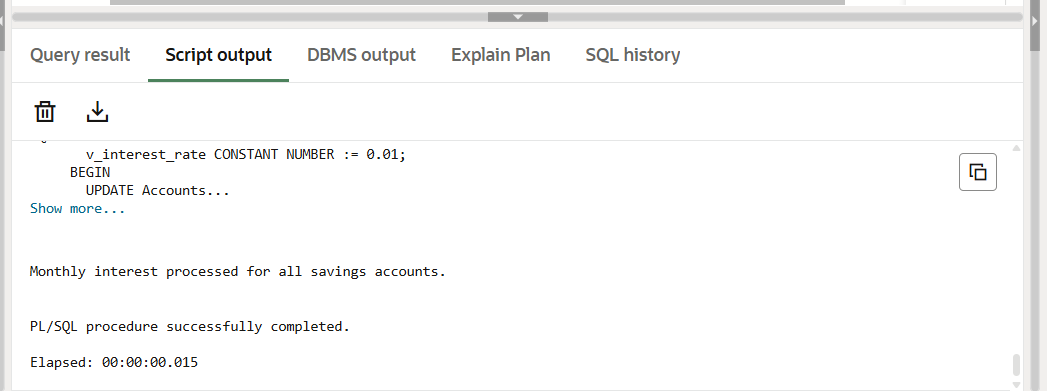 Query result Script output DBMS output Explain Plan SQL history
v_interest_rate CONSTANT NUMBER := 0.01;
BEGIN
UPDATE Accounts...
Show more...
Monthly interest processed for all savings accounts.
PL/SQL procedure successfully completed.
Elapsed: 00:00:00.015